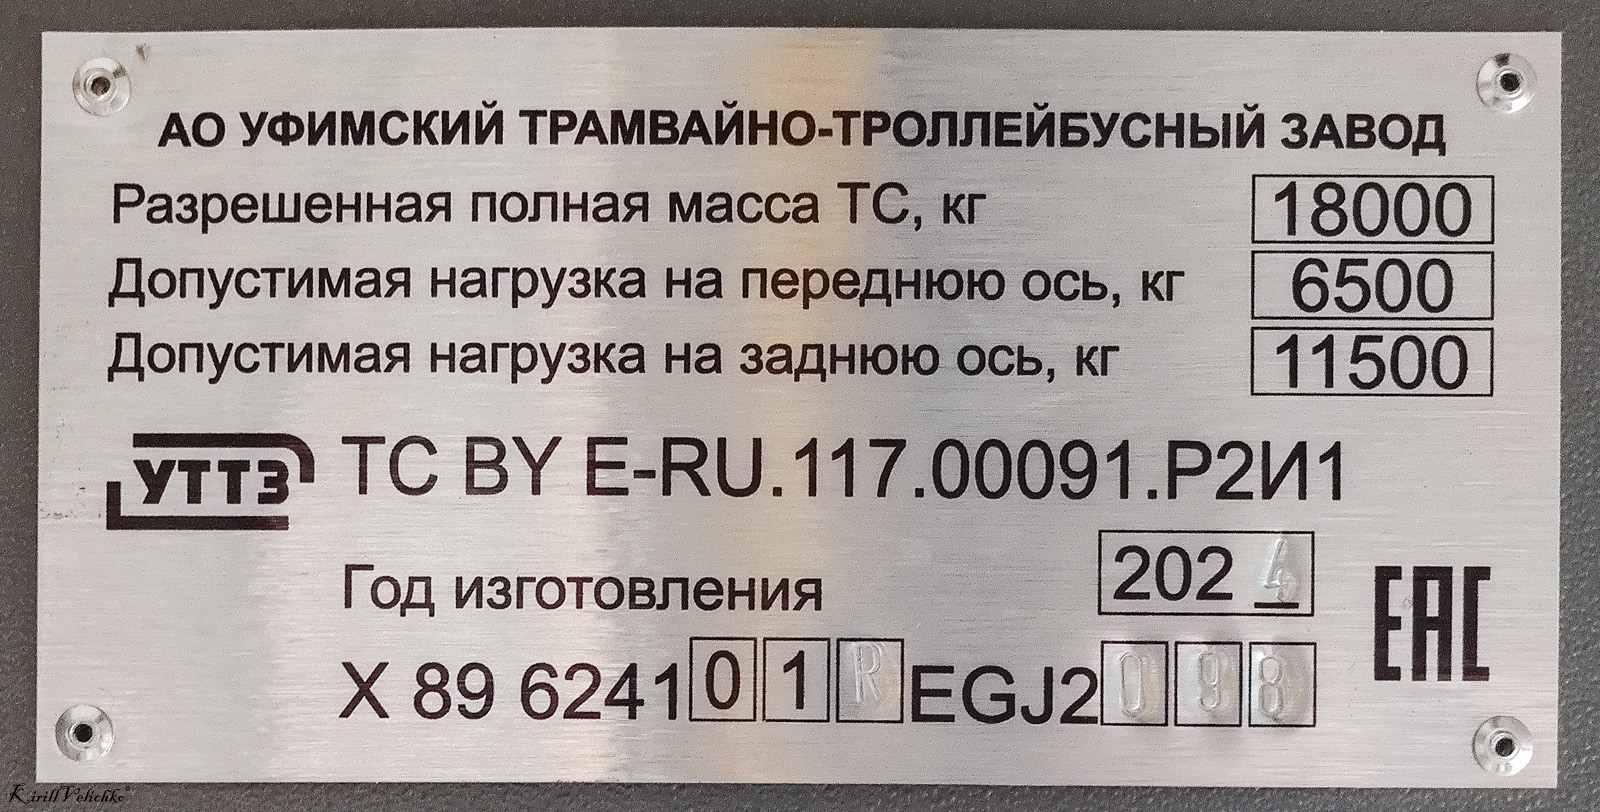 АО УФИМСКИЙ ТРАМВАЙНО-ТРОЛЛЕЙБУСНЫЙ ЗАВОД
Разрешенная полная масса ТС, кг 18000
Допустимая нагрузка на переднюю ось, кг 6500
Допустимая нагрузка на заднюю ось, кг 11500
УТТЗ ТС BY E-RU.117.00091.Р2И1
Год изготовления 2024
EAC
X 89 624101REGJ2098
Kirill Velichko